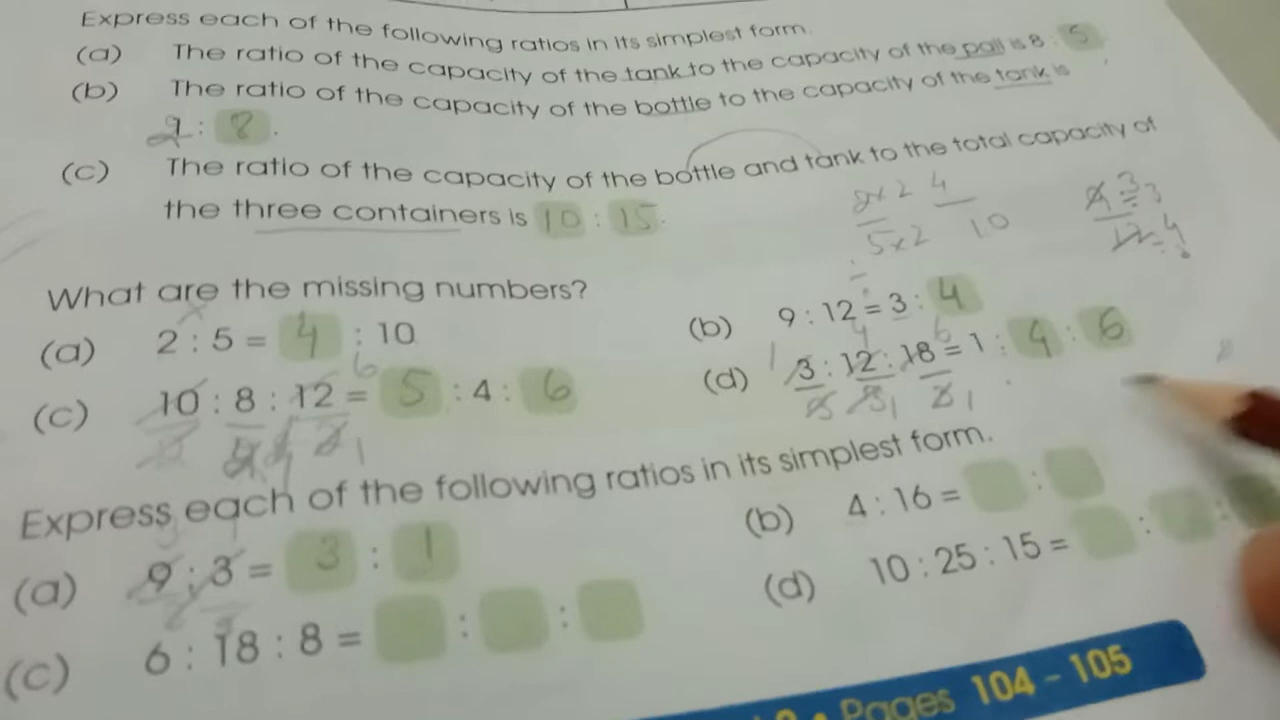 Express each of the following ratios in its simplest form.
(a) The ratio of the capacity of the tank to the capacity of the pail is 8 : 5
(b) The ratio of the capacity of the bottle to the capacity of the tank is
: 8 .
(c) The ratio of the capacity of the bottle and tank to the total capacity of
the three containers is 10 : 15 .
2x2 4
5x2 10
What are the missing numbers?
(a) 2 : 5 = 4 : 10
(b) 9 : 12 = 3 : 4
(c) 10 : 8 : 12 = 5 : 4 : 6
(d) 3 : 12 : 18 = 1 : 4 : 6
Express each of the following ratios in its simplest form.
(a) 9 : 3 = 3 : 1
(b) 4 : 16 = :
(c) 6 : 18 : 8 = : :
(d) 10 : 25 : 15 = : :
Pages 104 – 105